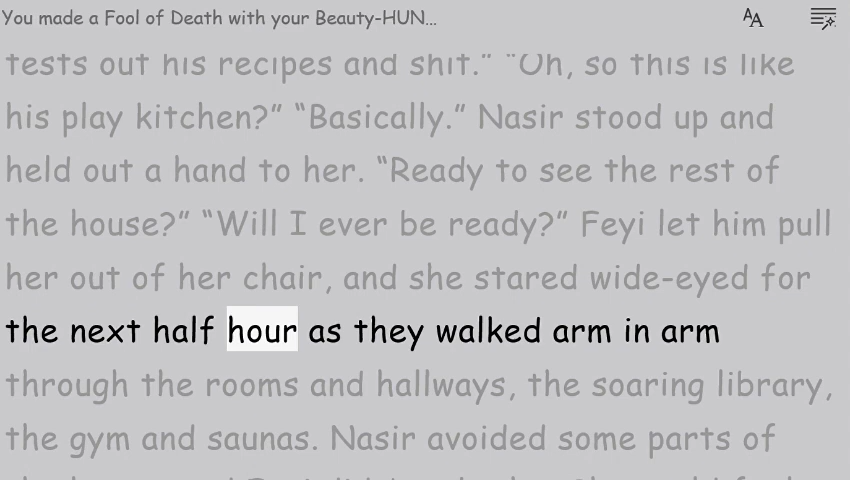 You made a Fool of Death with your Beauty-HUN...
AA
tests out his recipes and shit.” “Oh, so this is like
his play kitchen?” “Basically.” Nasir stood up and
held out a hand to her. “Ready to see the rest of
the house?” “Will I ever be ready?” Feyi let him pull
her out of her chair, and she stared wide-eyed for
the next half hour as they walked arm in arm
through the rooms and hallways, the soaring library,
the gym and saunas. Nasir avoided some parts of